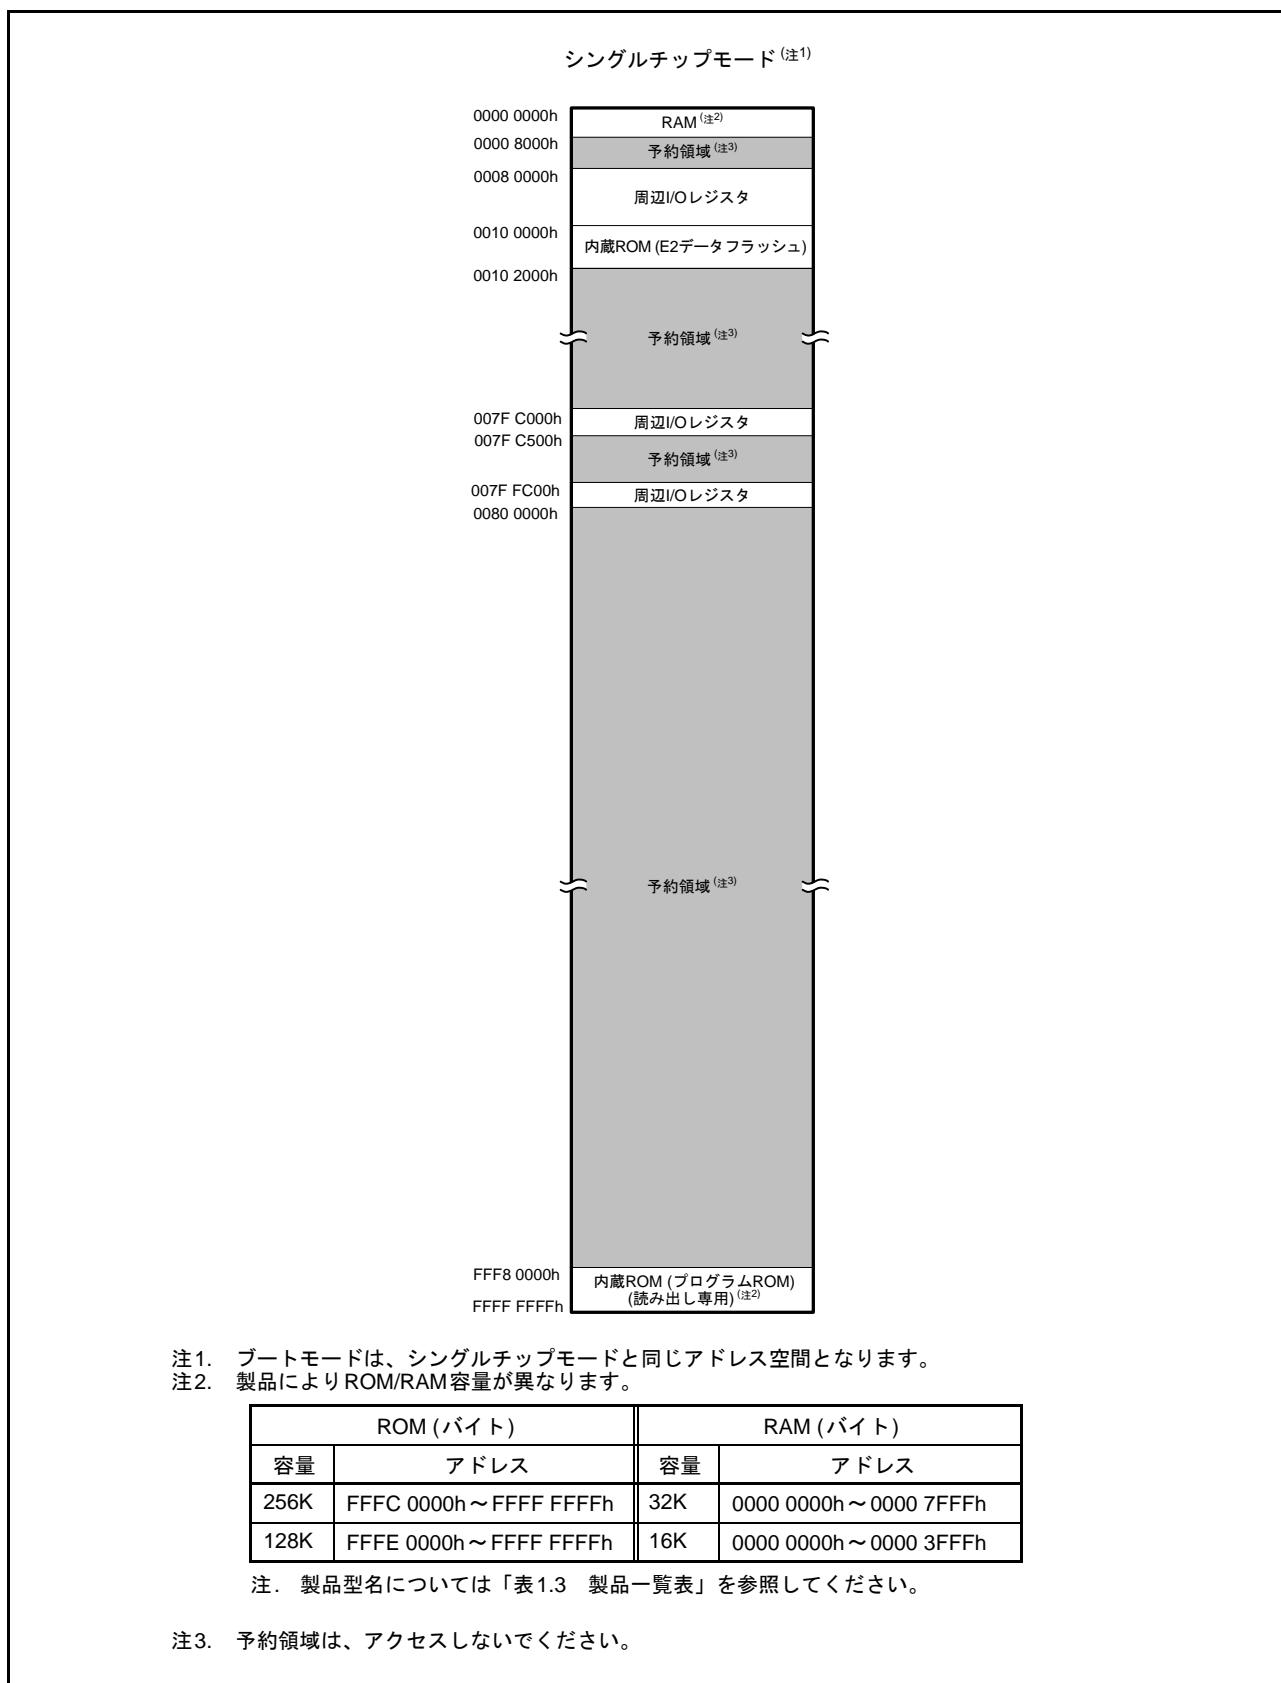 シングルチップモード (注1)
0000 0000h
RAM (注2)
0000 8000h
予約領域 (注3)
0008 0000h
周辺I/Oレジスタ
0010 0000h
内蔵ROM (E2データフラッシュ)
0010 2000h
予約領域 (注3)
007F C000h
周辺I/Oレジスタ
007F C500h
予約領域 (注3)
007F FC00h
周辺I/Oレジスタ
0080 0000h
予約領域 (注3)
FFF8 0000h
内蔵ROM (プログラムROM)
(読み出し専用) (注2)
FFFF FFFFh
注1. ブートモードは、シングルチップモードと同じアドレス空間となります。
注2. 製品によりROM/RAM容量が異なります。
ROM (バイト) RAM (バイト)
容量 アドレス 容量 アドレス
256K FFFC 0000h～FFFF FFFFh 32K 0000 0000h～0000 7FFFh
128K FFFE 0000h～FFFF FFFFh 16K 0000 0000h～0000 3FFFh
注. 製品型名については「表1.3 製品一覧表」を参照してください。
注3. 予約領域は、アクセスしないでください。